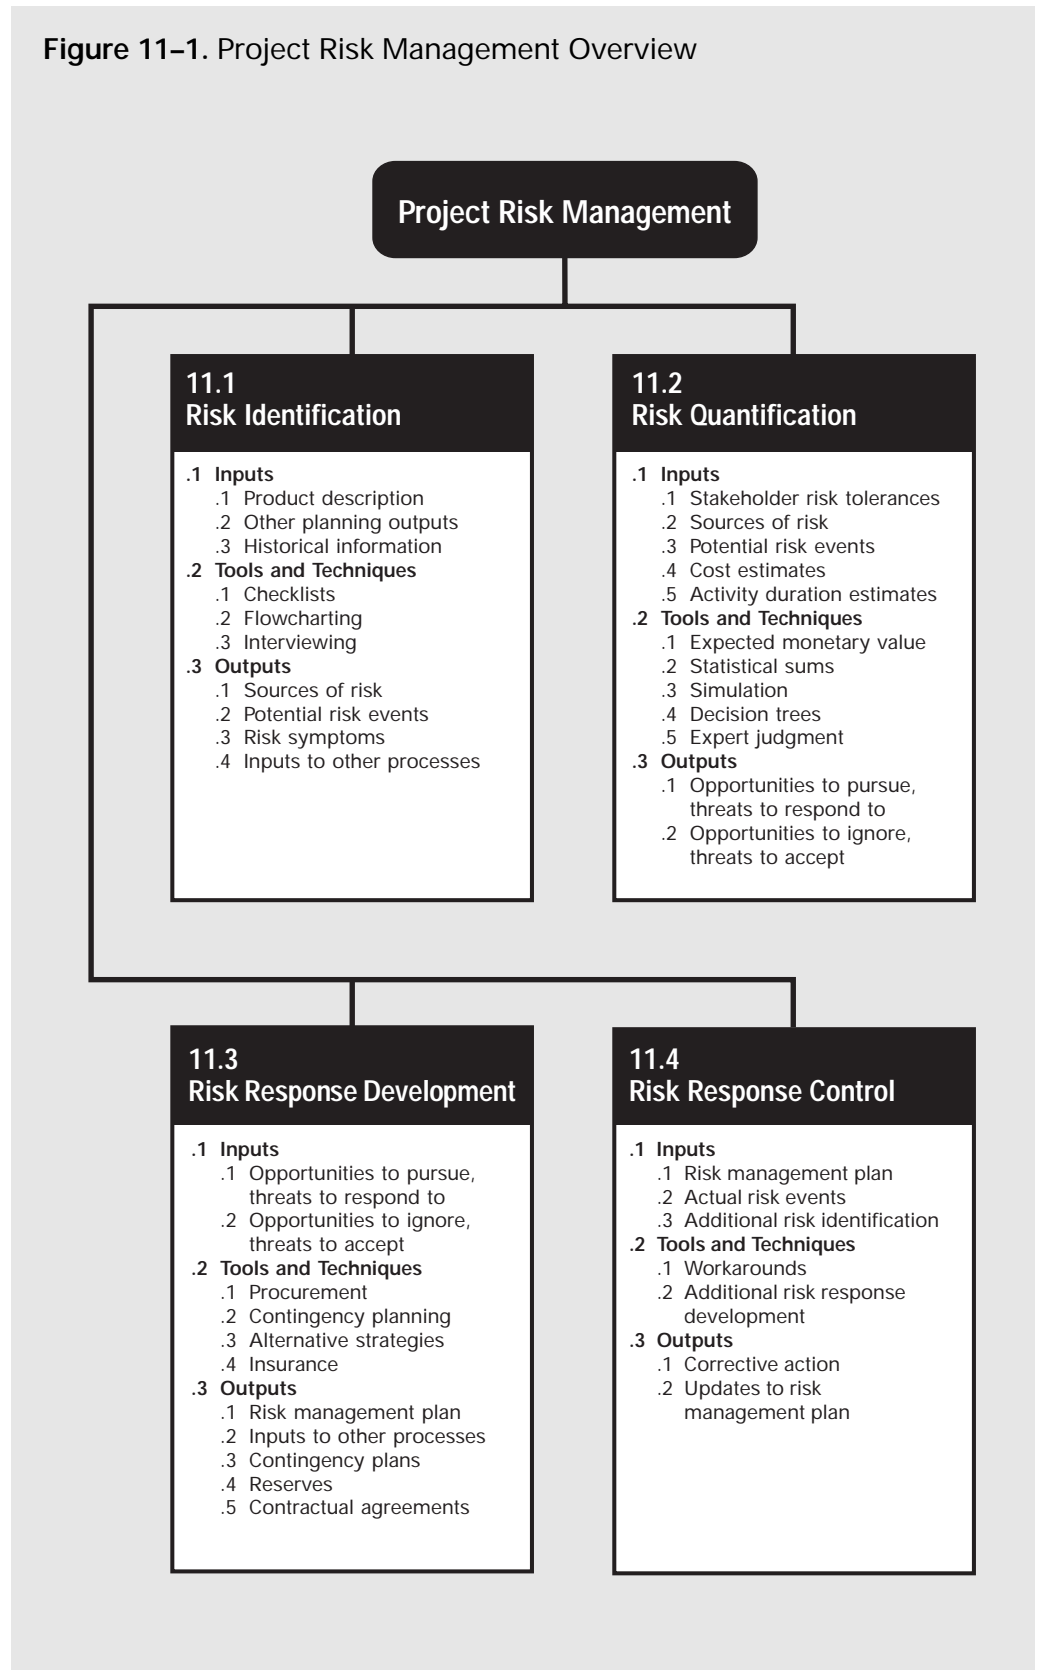 Figure 11–1. Project Risk Management Overview
Project Risk Management
11.1
Risk Identification
.1 Inputs
.1 Product description
.2 Other planning outputs
.3 Historical information
.2 Tools and Techniques
.1 Checklists
.2 Flowcharting
.3 Interviewing
.3 Outputs
.1 Sources of risk
.2 Potential risk events
.3 Risk symptoms
.4 Inputs to other processes
11.2
Risk Quantification
.1 Inputs
.1 Stakeholder risk tolerances
.2 Sources of risk
.3 Potential risk events
.4 Cost estimates
.5 Activity duration estimates
.2 Tools and Techniques
.1 Expected monetary value
.2 Statistical sums
.3 Simulation
.4 Decision trees
.5 Expert judgment
.3 Outputs
.1 Opportunities to pursue,
threats to respond to
.2 Opportunities to ignore,
threats to accept
11.3
Risk Response Development
.1 Inputs
.1 Opportunities to pursue,
threats to respond to
.2 Opportunities to ignore,
threats to accept
.2 Tools and Techniques
.1 Procurement
.2 Contingency planning
.3 Alternative strategies
.4 Insurance
.3 Outputs
.1 Risk management plan
.2 Inputs to other processes
.3 Contingency plans
.4 Reserves
.5 Contractual agreements
11.4
Risk Response Control
.1 Inputs
.1 Risk management plan
.2 Actual risk events
.3 Additional risk identification
.2 Tools and Techniques
.1 Workarounds
.2 Additional risk response
development
.3 Outputs
.1 Corrective action
.2 Updates to risk
management plan